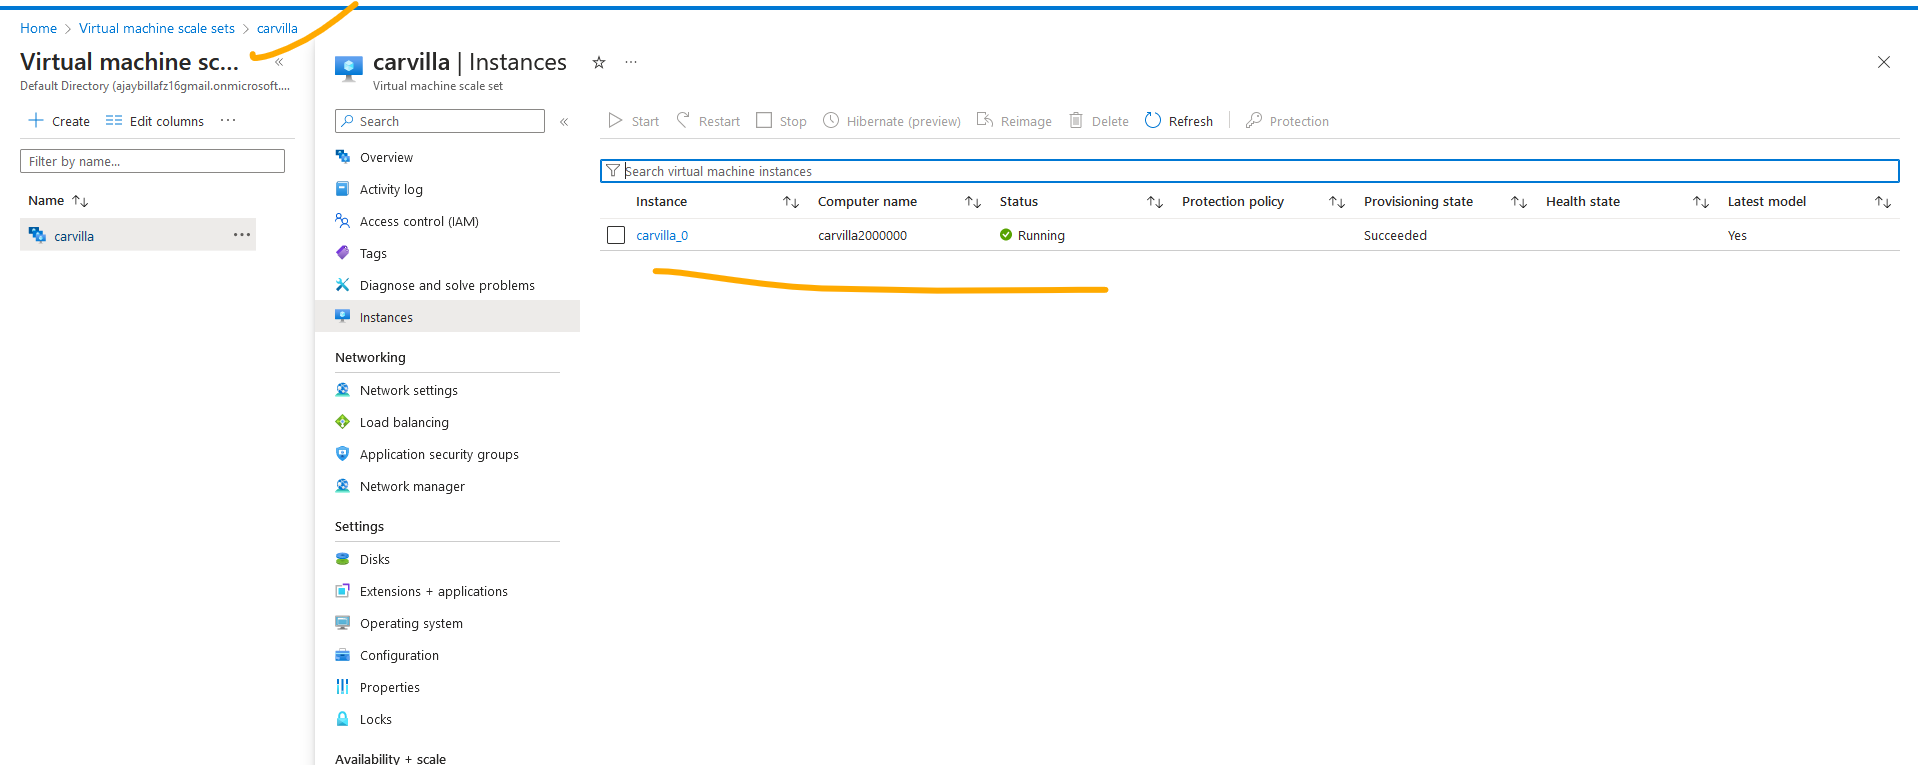 Home > Virtual machine scale sets > carvilla
Virtual machine sc... «
Default Directory (ajaybillafz16gmail.onmicrosoft....
+ Create Edit columns ...
Filter by name...
Name ↑↓
carvilla ...
carvilla | Instances ☆ ...
Virtual machine scale set
Search «
Overview
Activity log
Access control (IAM)
Tags
Diagnose and solve problems
Instances
Networking
Network settings
Load balancing
Application security groups
Network manager
Settings
Disks
Extensions + applications
Operating system
Configuration
Properties
Locks
Availability + scale
Start Restart Stop Hibernate (preview) Reimage Delete Refresh Protection
Search virtual machine instances
Instance ↑↓ Computer name ↑↓ Status ↑↓ Protection policy ↑↓ Provisioning state ↑↓ Health state ↑↓ Latest model ↑↓
carvilla_0 carvilla2000000 Running Succeeded Yes